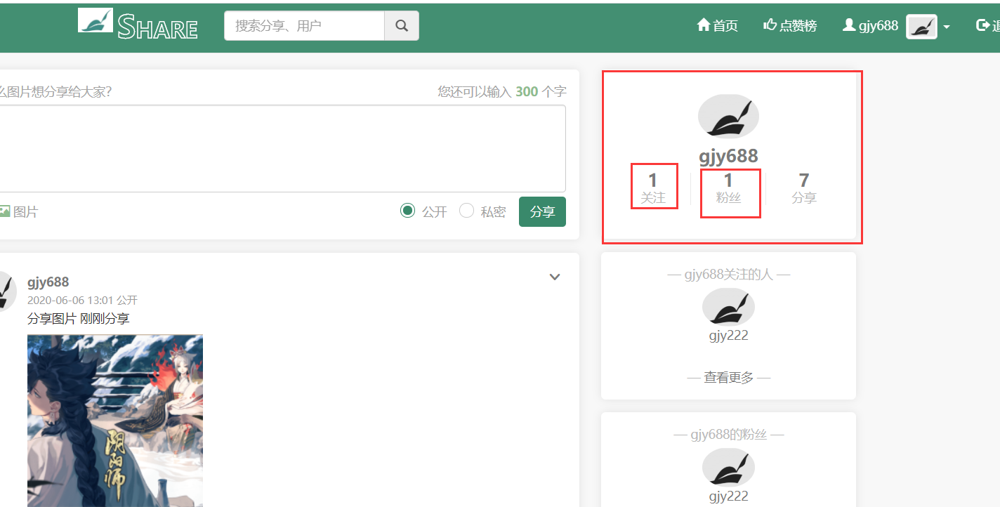 SHARE
搜索分享、用户
首页
点赞榜
gjy688
么图片想分享给大家?
您还可以输入 300 个字
图片
公开
私密
分享
gjy688
2020-06-06 13:01 公开
分享图片 刚刚分享
阴阳师
gjy688
1
关注
1
粉丝
7
分享
— gjy688关注的人 —
gjy222
— 查看更多 —
— gjy688的粉丝 —
gjy222